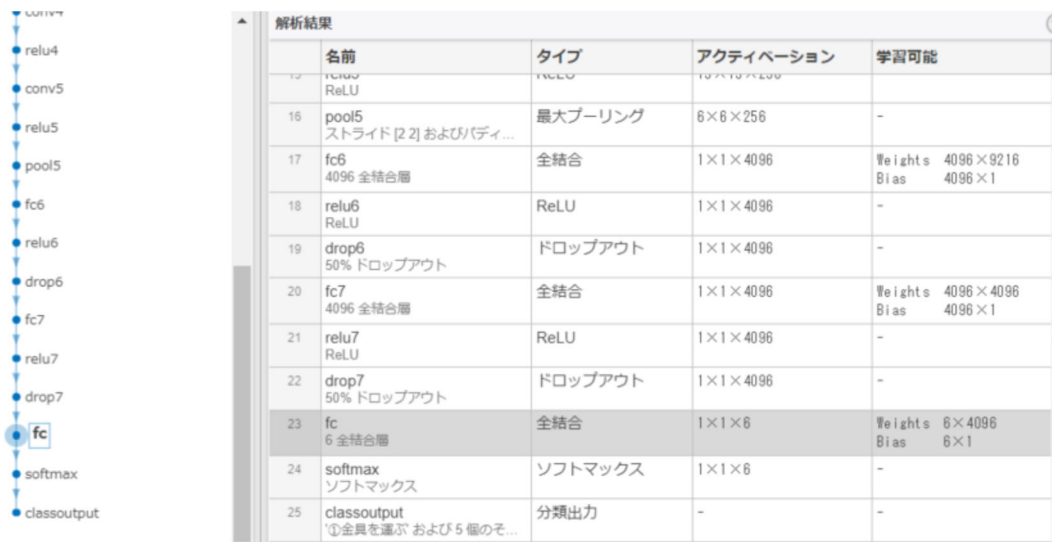 conv4
relu4
conv5
relu5
pool5
fc6
relu6
drop6
fc7
relu7
drop7
fc
softmax
classoutput
解析結果
名前 タイプ アクティベーション 学習可能
15 relu5 ReLU 13×13×256
ReLU
16 pool5 最大プーリング 6×6×256 -
ストライド [2 2] およびパディ...
17 fc6 全結合 1×1×4096 Weights 4096×9216
4096 全結合層 Bias 4096×1
18 relu6 ReLU 1×1×4096 -
ReLU
19 drop6 ドロップアウト 1×1×4096 -
50% ドロップアウト
20 fc7 全結合 1×1×4096 Weights 4096×4096
4096 全結合層 Bias 4096×1
21 relu7 ReLU 1×1×4096 -
ReLU
22 drop7 ドロップアウト 1×1×4096 -
50% ドロップアウト
23 fc 全結合 1×1×6 Weights 6×4096
6 全結合層 Bias 6×1
24 softmax ソフトマックス 1×1×6 -
ソフトマックス
25 classoutput 分類出力 - -
'①金具を運ぶ' および 5 個のそ...